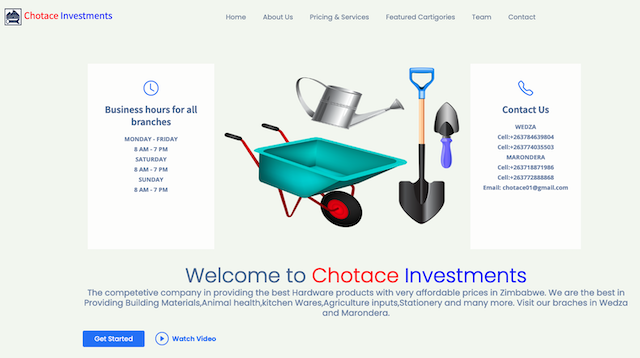 Chotace Investments
Home About Us Pricing & Services Featured Cartigories Team Contact
Business hours for all
branches
MONDAY - FRIDAY
8 AM - 7 PM
SATURDAY
8 AM - 7 PM
SUNDAY
8 AM - 7 PM
Contact Us
WEDZA
Cell:+263784639804
Cell:+263774035503
MARONDERA
Cell:+263718871986
Cell:+263772888868
Email: chotace01@gmail.com
Welcome to Chotace Investments
The competetive company in providing the best Hardware products with very affordable prices in Zimbabwe. We are the best in
Providing Building Materials,Animal health,kitchen Wares,Agriculture inputs,Stationery and many more. Visit our braches in Wedza
and Marondera.
Get Started Watch Video